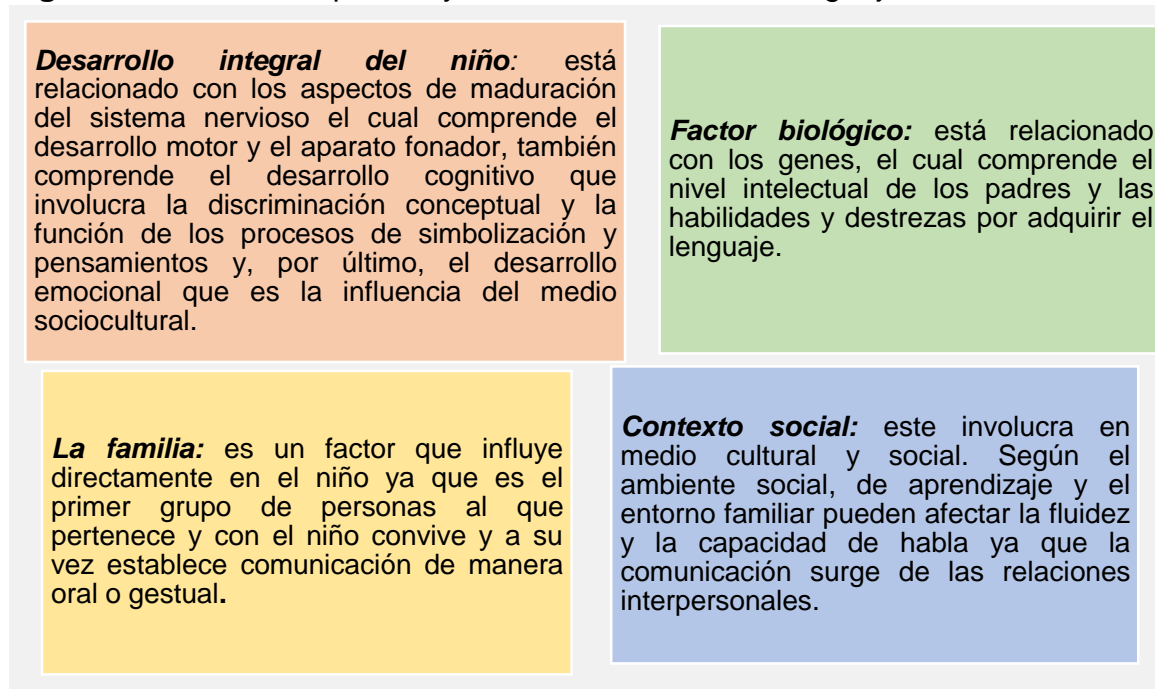 Desarrollo integral del niño: está
relacionado con los aspectos de maduración
del sistema nervioso el cual comprende el
desarrollo motor y el aparato fonador, también
comprende el desarrollo cognitivo que
involucra la discriminación conceptual y la
función de los procesos de simbolización y
pensamientos y, por último, el desarrollo
emocional que es la influencia del medio
sociocultural.
Factor biológico: está relacionado
con los genes, el cual comprende el
nivel intelectual de los padres y las
habilidades y destrezas por adquirir el
lenguaje.
La familia: es un factor que influye
directamente en el niño ya que es el
primer grupo de personas al que
pertenece y con el niño convive y a su
vez establece comunicación de manera
oral o gestual.
Contexto social: este involucra en
medio cultural y social. Según el
ambiente social, de aprendizaje y el
entorno familiar pueden afectar la fluidez
y la capacidad de habla ya que la
comunicación surge de las relaciones
interpersonales.